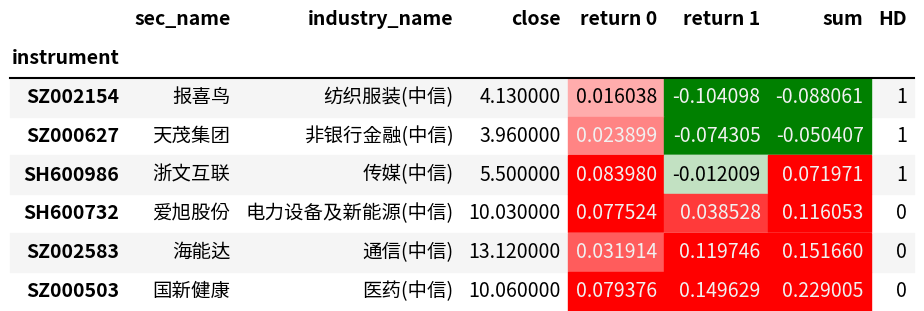 sec_name industry_name close return 0 return 1 sum HD
instrument
SZ002154 报喜鸟 纺织服装(中信) 4.130000 0.016038 -0.104098 -0.088061 1
SZ000627 天茂集团 非银行金融(中信) 3.960000 0.023899 -0.074305 -0.050407 1
SH600986 浙文互联 传媒(中信) 5.500000 0.083980 -0.012009 0.071971 1
SH600732 爱旭股份 电力设备及新能源(中信) 10.030000 0.077524 0.038528 0.116053 0
SZ002583 海能达 通信(中信) 13.120000 0.031914 0.119746 0.151660 0
SZ000503 国新健康 医药(中信) 10.060000 0.079376 0.149629 0.229005 0